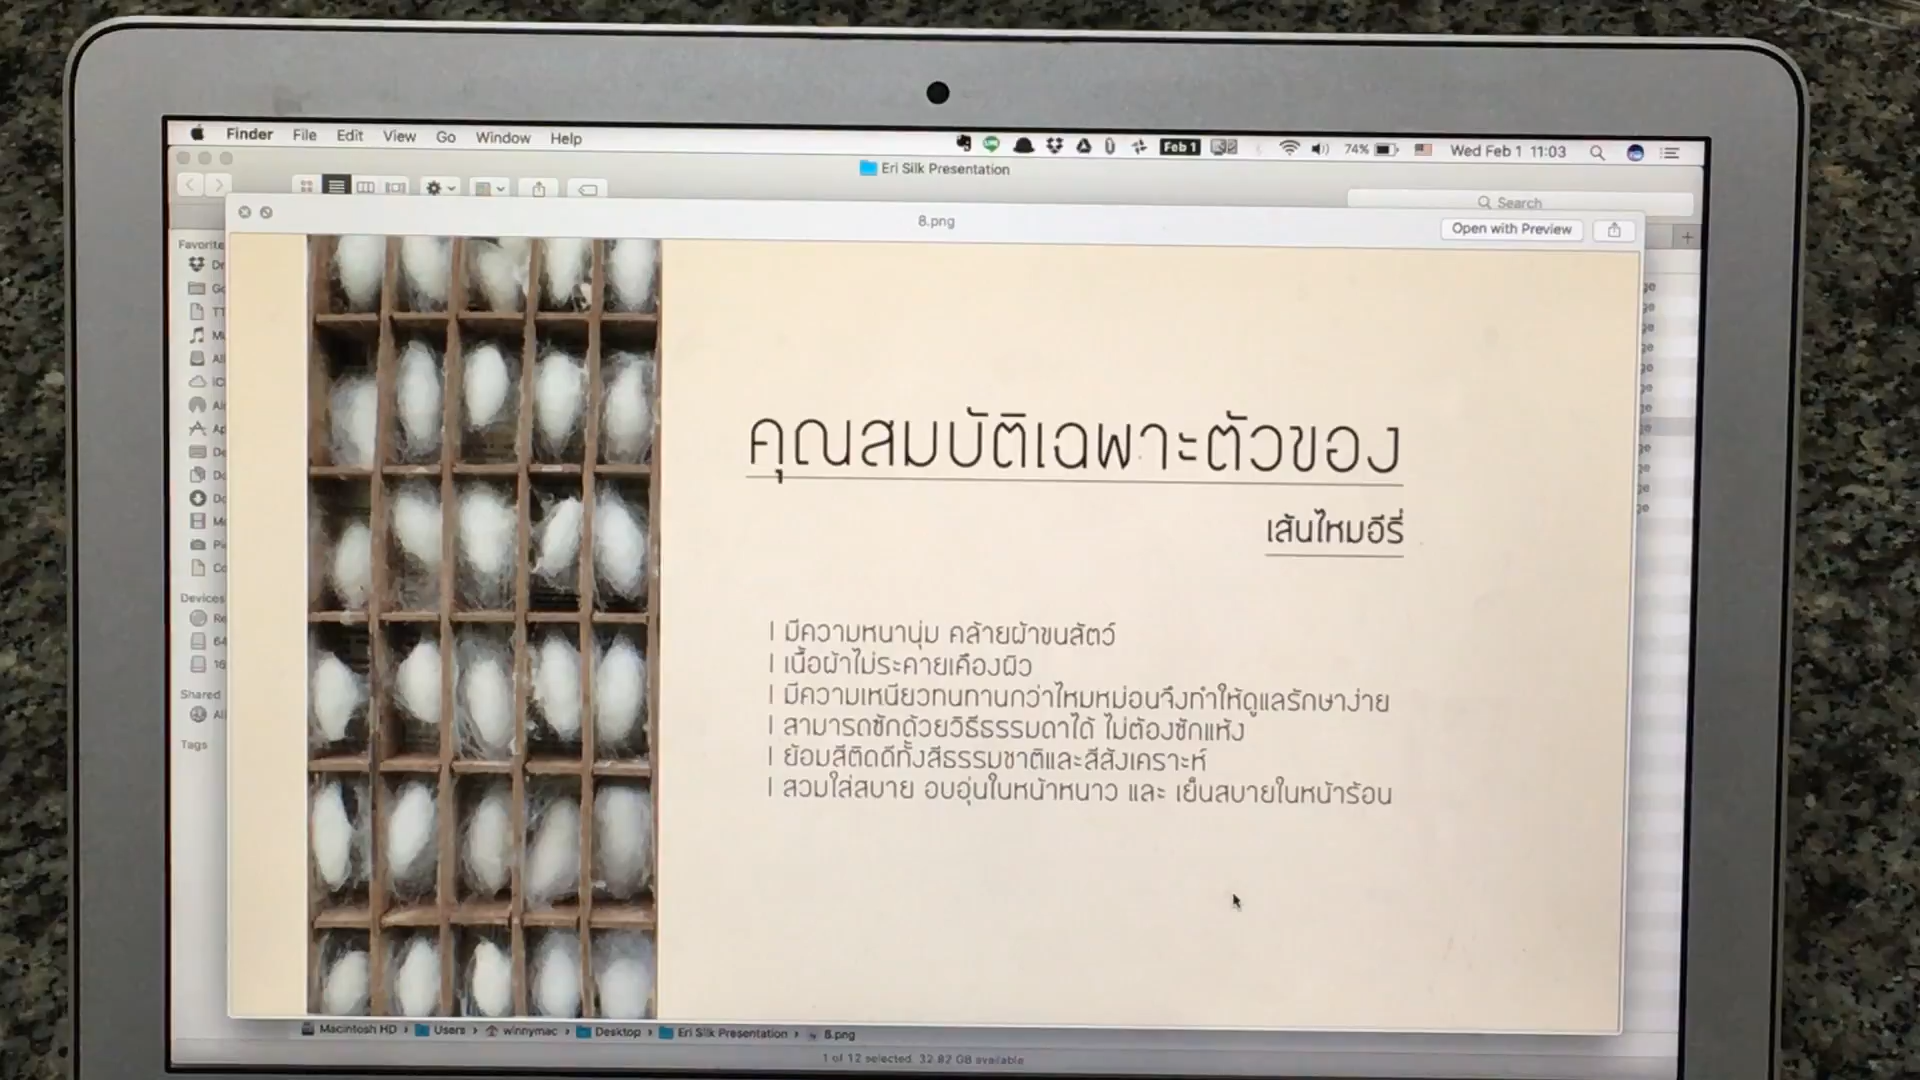 Finder File Edit View Go Window Help Feb 1 74% Wed Feb 1 11:03
Eri Silk Presentation
Search
8.png
Open with Preview
Favorite
Devices
Shared
Tags
คุณสมบัติเฉพาะตัวของ
เส้นไหมอีรี่
| มีความหนานุ่ม คล้ายผ้าขนสัตว์
| เนื้อผ้าไม่ระคายเคืองผิว
| มีความเหนียวทนทานกว่าไหมหม่อนจึงทำให้ดูแลรักษาง่าย
| สามารถซักด้วยวิธีธรรมดาได้ ไม่ต้องซักแห้ง
| ย้อมสีติดดีทั้งสีธรรมชาติและสีสังเคราะห์
| สวมใส่สบาย อบอุ่นในหน้าหนาว และ เย็นสบายในหน้าร้อน
Macintosh HD › Users › winnymac › Desktop › Eri Silk Presentation › 8.png
1 of 12 selected, 32.82 GB available